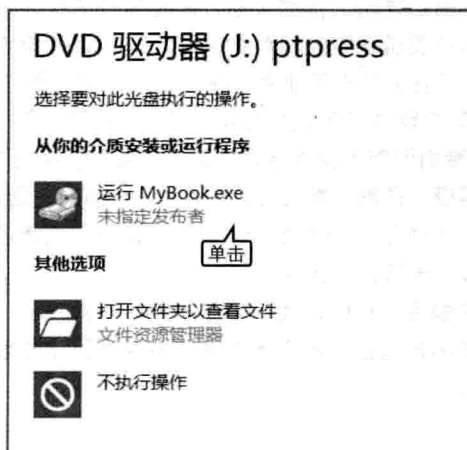 DVD 驱动器 (J:) ptpress
选择要对此光盘执行的操作。
从你的介质安装或运行程序
运行 MyBook.exe
未指定发布者
单击
其他选项
打开文件夹以查看文件
文件资源管理器
不执行操作